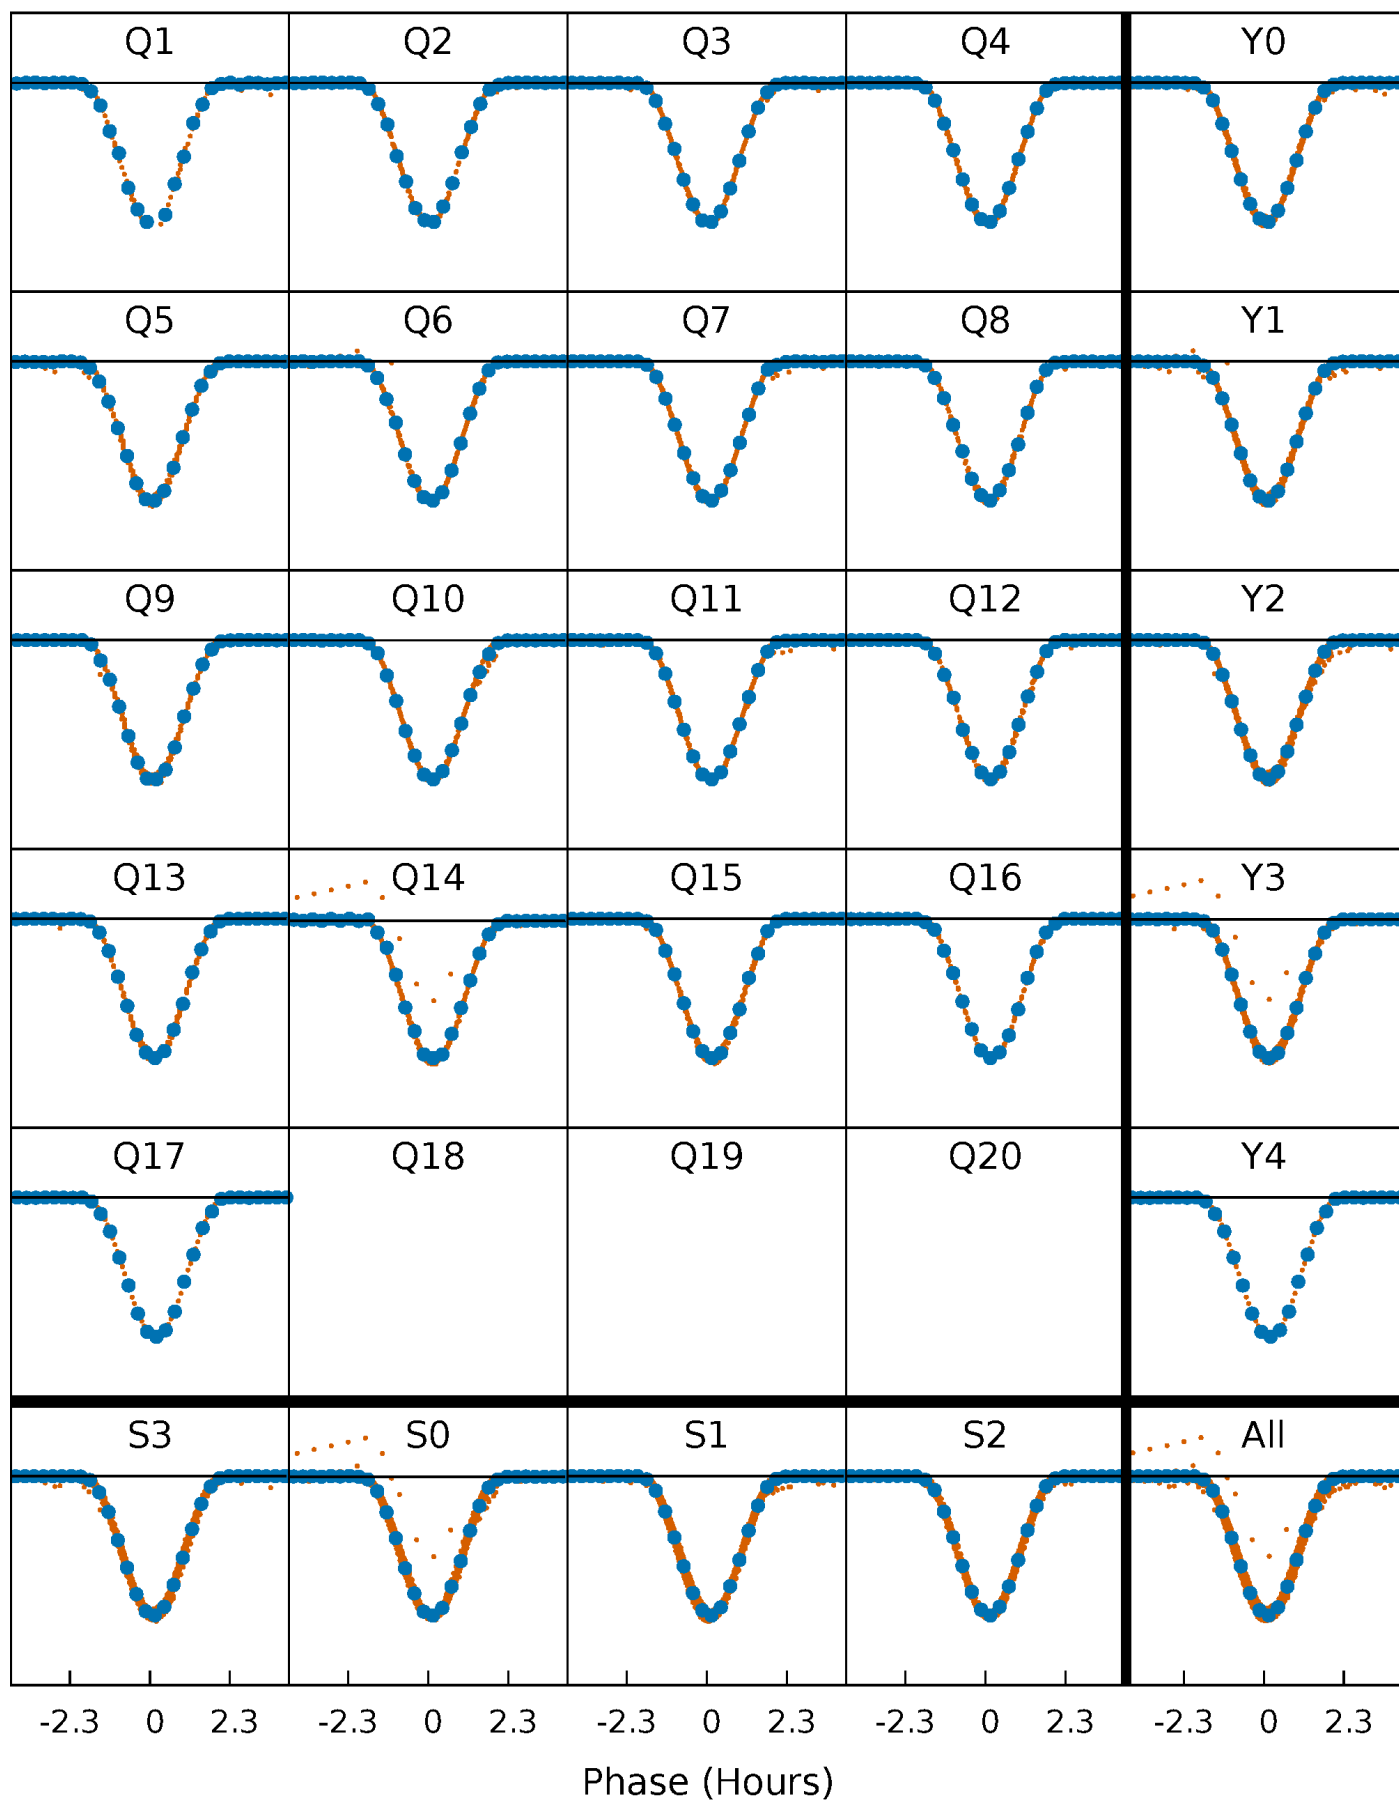 Q1 Q2 Q3 Q4 Y0
Q5 Q6 Q7 Q8 Y1
Q9 Q10 Q11 Q12 Y2
Q13 Q14 Q15 Q16 Y3
Q17 Q18 Q19 Q20 Y4
S3 S0 S1 S2 All
-2.3 0 2.3 -2.3 0 2.3 -2.3 0 2.3 -2.3 0 2.3 -2.3 0 2.3
Phase (Hours)